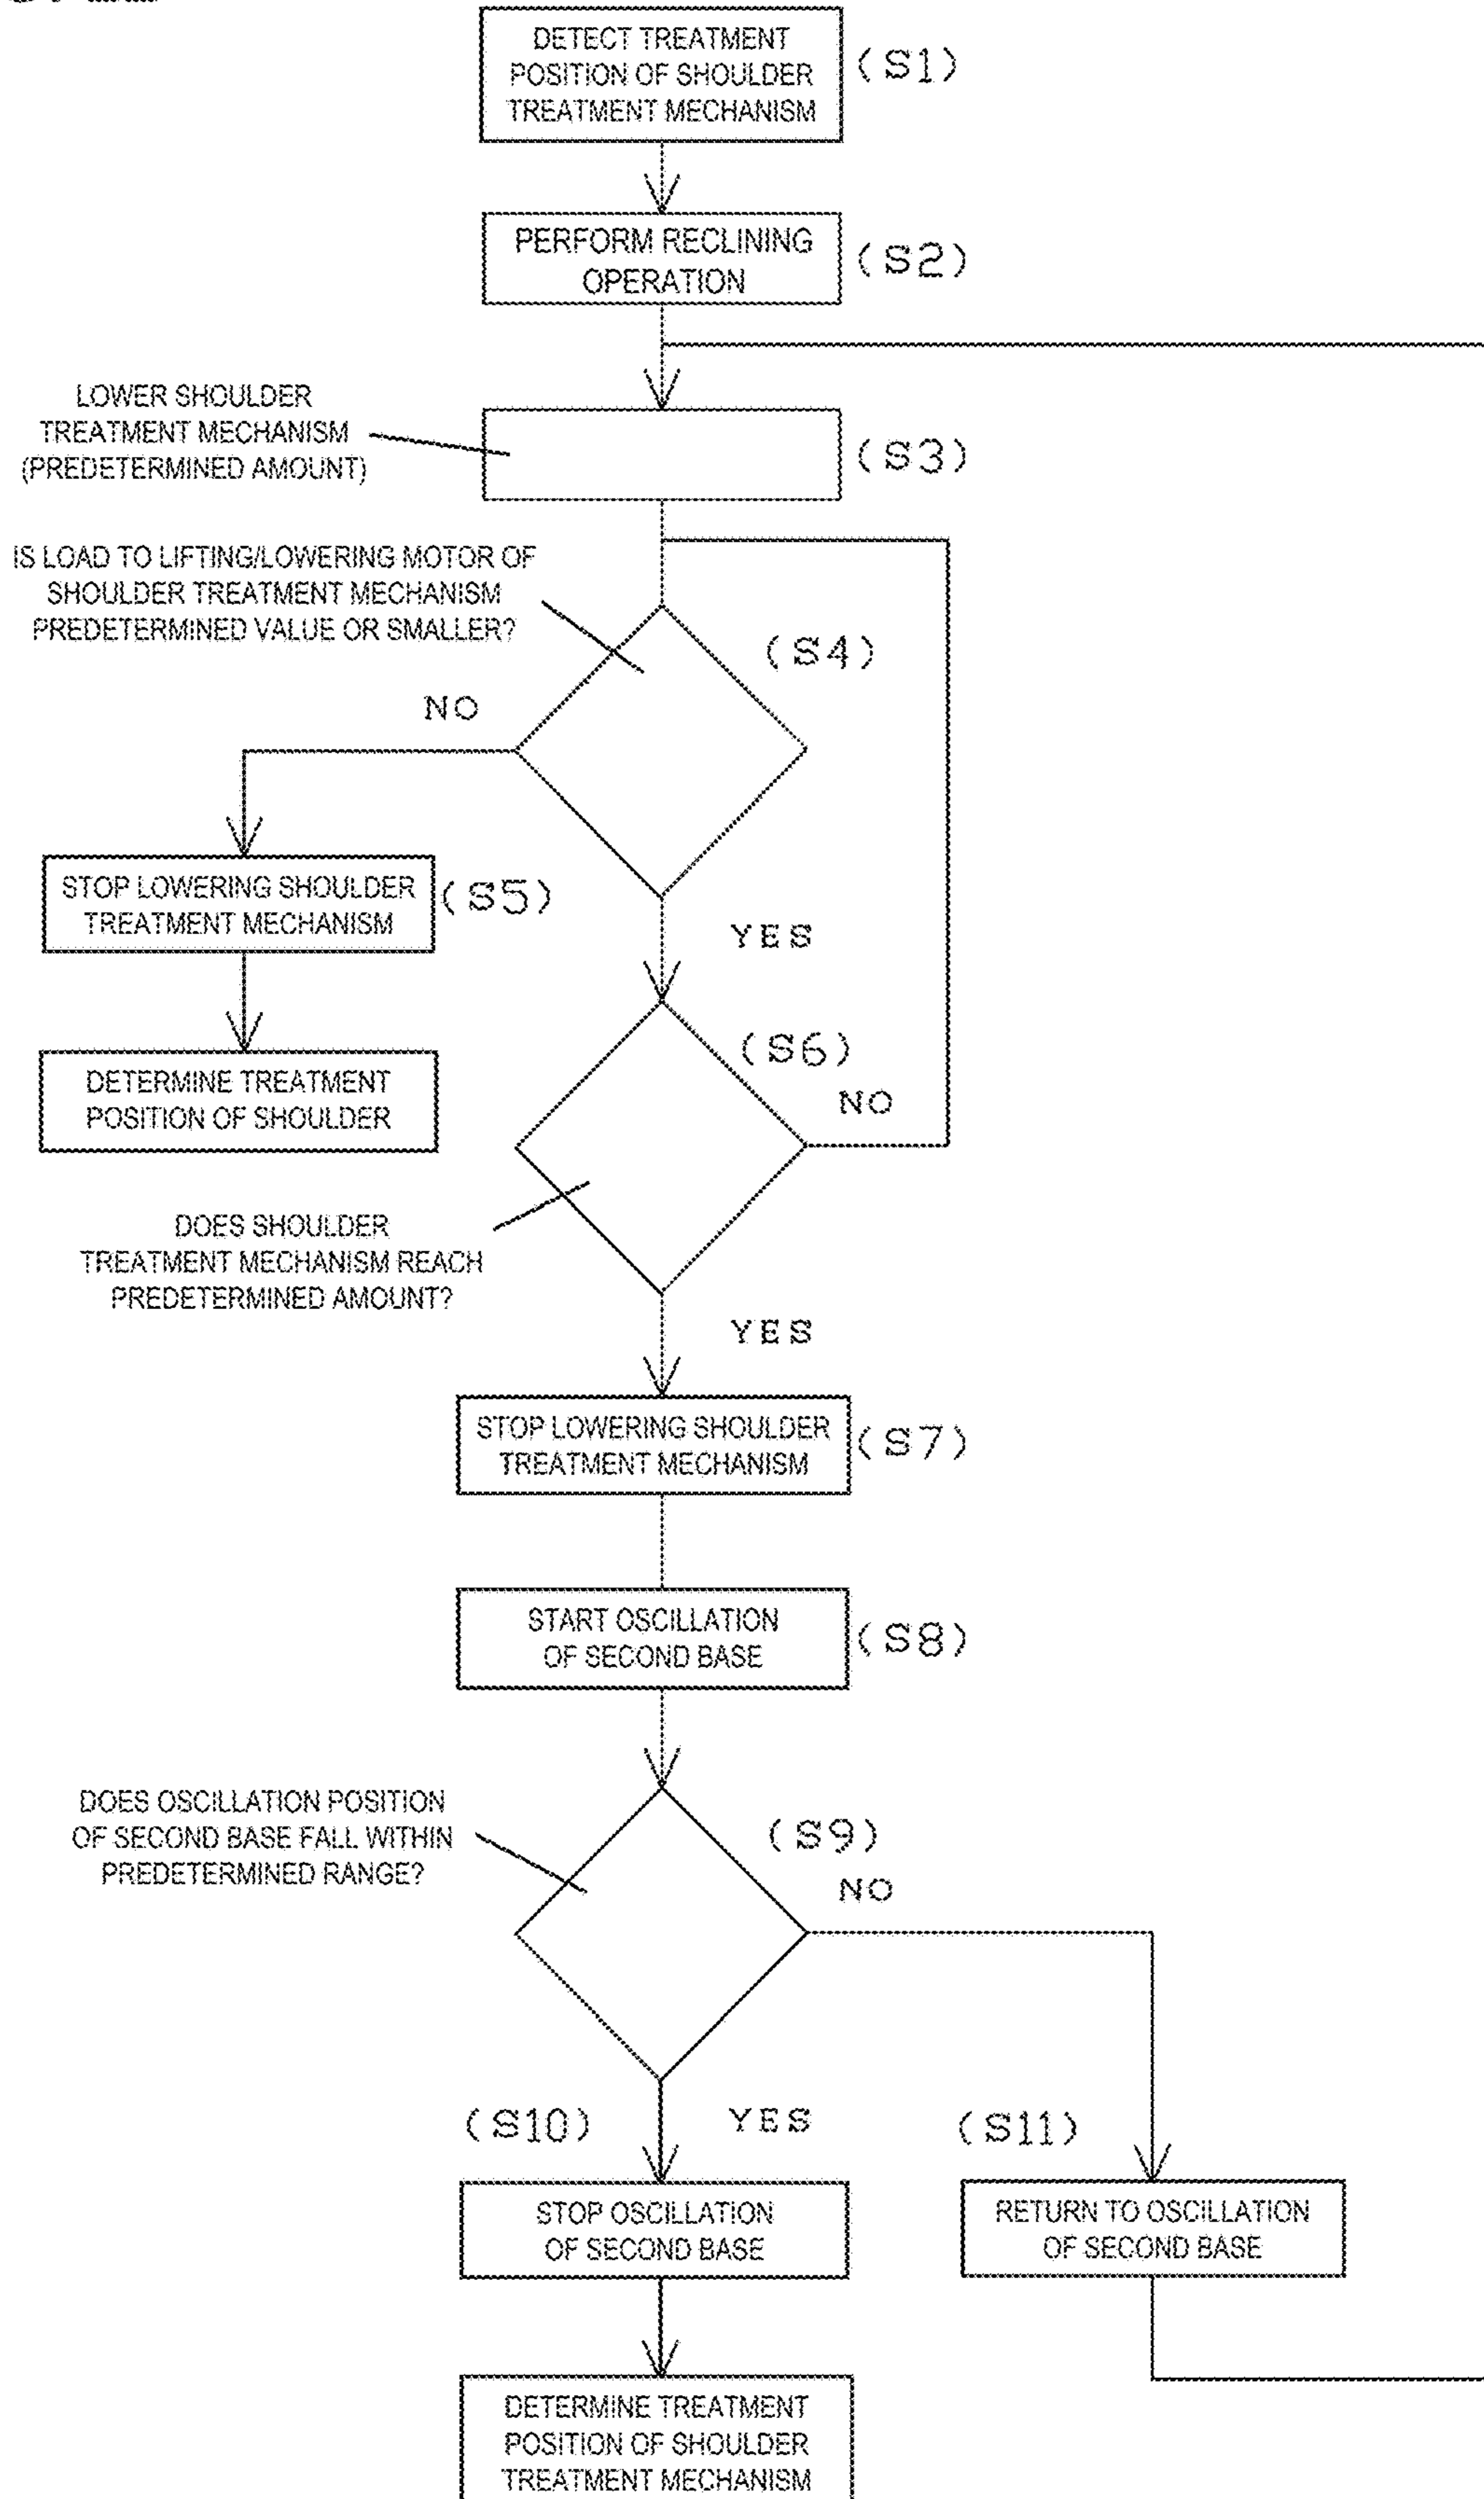 DETECT TREATMENT
POSITION OF SHOULDER
TREATMENT MECHANISM
(S1)
PERFORM RECLINING
OPERATION
(S2)
LOWER SHOULDER
TREATMENT MECHANISM
(PREDETERMINED AMOUNT)
(S3)
IS LOAD TO LIFTING/LOWERING MOTOR OF
SHOULDER TREATMENT MECHANISM
PREDETERMINED VALUE OR SMALLER?
(S4)
NO
STOP LOWERING SHOULDER
TREATMENT MECHANISM
(S5)
YES
DETERMINE TREATMENT
POSITION OF SHOULDER
(S6)
NO
DOES SHOULDER
TREATMENT MECHANISM REACH
PREDETERMINED AMOUNT?
YES
STOP LOWERING SHOULDER
TREATMENT MECHANISM
(S7)
START OSCILLATION
OF SECOND BASE
(S8)
DOES OSCILLATION POSITION
OF SECOND BASE FALL WITHIN
PREDETERMINED RANGE?
(S9)
NO
(S10)
YES
(S11)
STOP OSCILLATION
OF SECOND BASE
RETURN TO OSCILLATION
OF SECOND BASE
DETERMINE TREATMENT
POSITION OF SHOULDER
TREATMENT MECHANISM